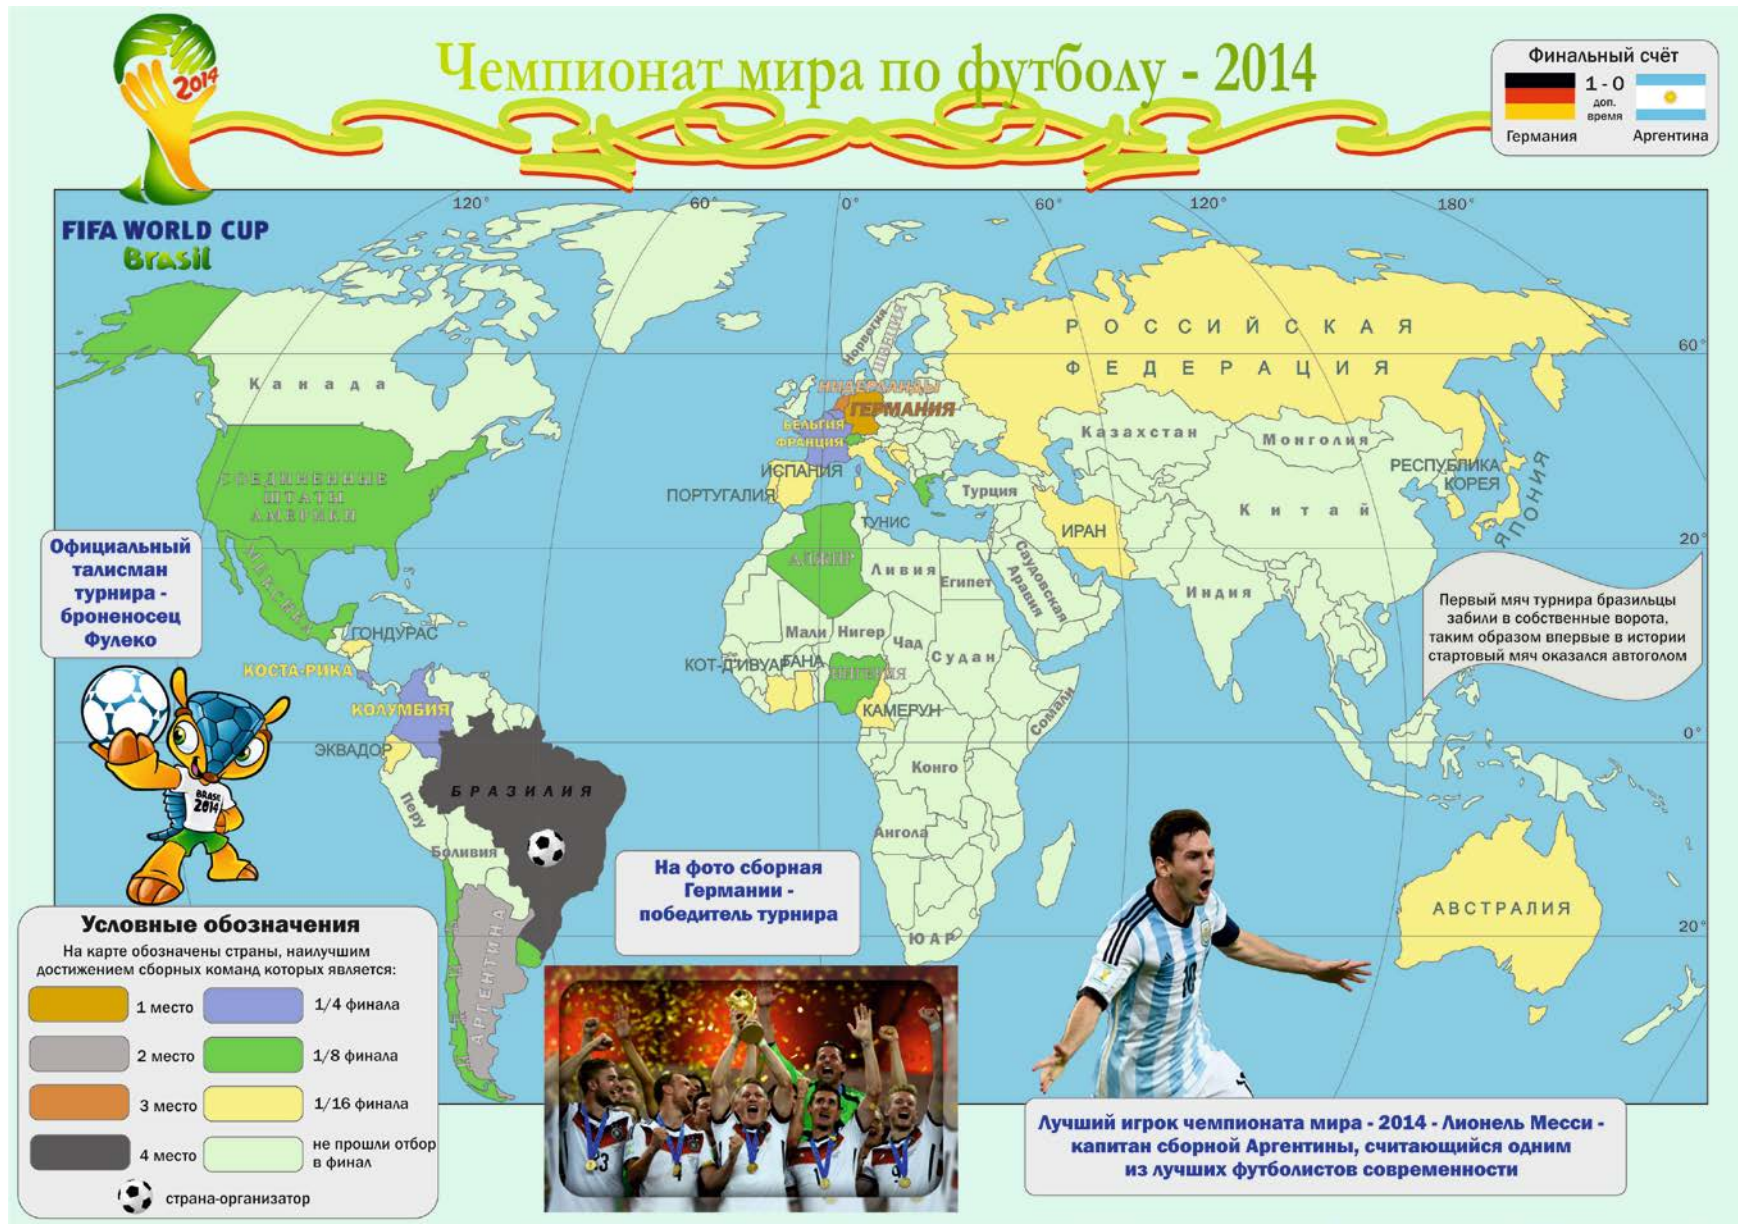 Чемпионат мира по футболу - 2014
2014
FIFA WORLD CUP
Brasil
Финальный счёт
1 - 0
доп.
время
Германия
Аргентина
120°
60°
0°
60°
120°
180°
60°
20°
0°
20°
Канада
СОЕДИНЕННЫЕ
ШТАТЫ
АМЕРИКИ
МЕКСИКА
ГОНДУРАС
КОСТА-РИКА
КОЛУМБИЯ
ЭКВАДОР
Перу
БРАЗИЛИЯ
Боливия
ЧИЛИ
АРГЕНТИНА
Норвегия
ШВЕЦИЯ
НИДЕРЛАНДЫ
ГЕРМАНИЯ
БЕЛЬГИЯ
ФРАНЦИЯ
ИСПАНИЯ
ПОРТУГАЛИЯ
РОССИЙСКАЯ
ФЕДЕРАЦИЯ
Казахстан
Монголия
РЕСПУБЛИКА
КОРЕЯ
ЯПОНИЯ
Турция
Китай
ИРАН
ТУНИС
АЛЖИР
Ливия
Египет
Саудовская
Аравия
Индия
Мали
Нигер
Чад
Судан
КОТ-Д'ИВУАР
ГАНА
НИГЕРИЯ
КАМЕРУН
Сомали
Конго
Ангола
ЮАР
АВСТРАЛИЯ
Официальный
талисман
турнира -
броненосец
Фулеко
BRASIL
2014
Первый мяч турнира бразильцы
забили в собственные ворота,
таким образом впервые в истории
стартовый мяч оказался автоголом
На фото сборная
Германии -
победитель турнира
10
Лучший игрок чемпионата мира - 2014 - Лионель Месси -
капитан сборной Аргентины, считающийся одним
из лучших футболистов современности
Условные обозначения
На карте обозначены страны, наилучшим
достижением сборных команд которых является:
1 место
1/4 финала
2 место
1/8 финала
3 место
1/16 финала
4 место
не прошли отбор
в финал
страна-организатор